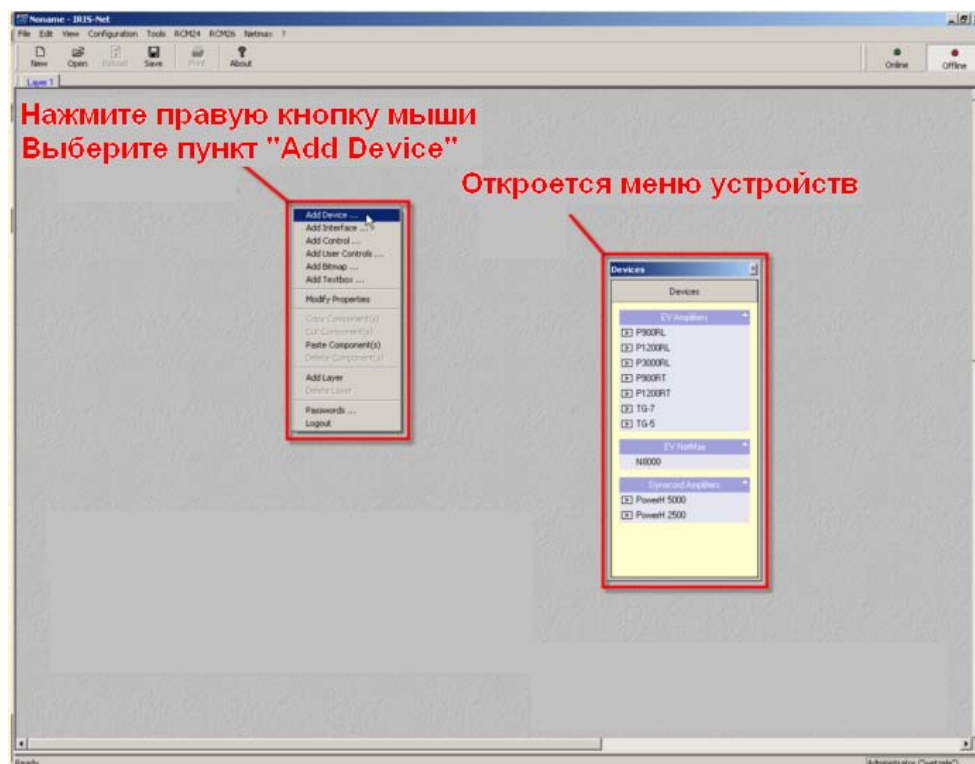 Noname - IRIS-Net
File Edit View Configuration Tools RCM24 RCM26 Netmax ?
New Open Reload Save Print About Online Offline
Layer 1
Нажмите правую кнопку мыши
Выберите пункт "Add Device"
Откроется меню устройств
Add Device ...
Add Interface ...
Add Control ...
Add User Controls ...
Add Bitmap ...
Add Textbox ...
Modify Properties
Copy Component(s)
Cut Component(s)
Paste Component(s)
Delete Component(s)
Add Layer
Delete Layer
Passwords ...
Logout
Devices
Devices
EV Amplifiers
P900RL
P1200RL
P3000RL
P900RT
P1200RT
TG-7
TG-5
EV NetMax
N8000
Dynacord Amplifiers
PowerH 5000
PowerH 2500
Ready
Administrator